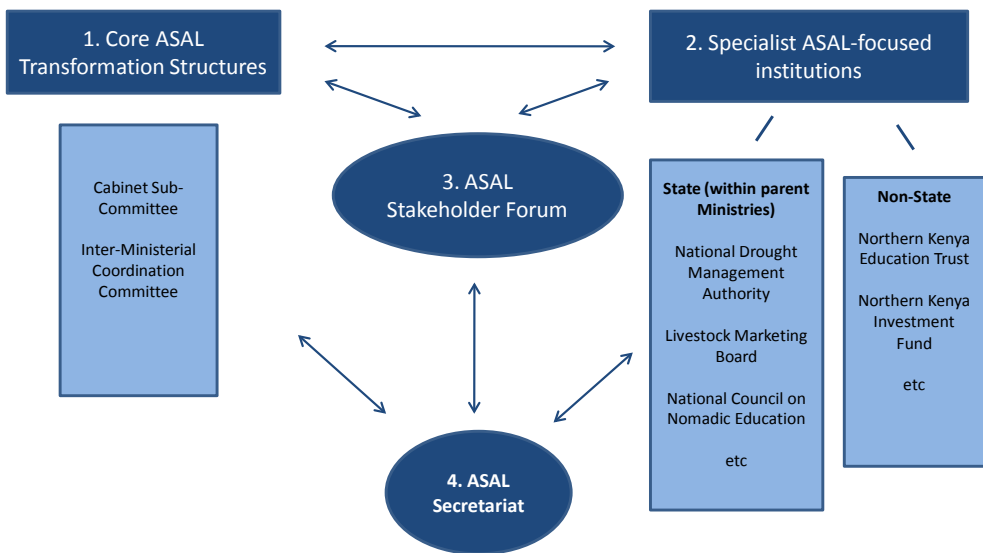 1. Core ASAL
Transformation Structures
2. Specialist ASAL-focused
institutions
Cabinet Sub-
Committee
Inter-Ministerial
Coordination
Committee
3. ASAL
Stakeholder Forum
State (within parent
Ministries)
National Drought
Management
Authority
Livestock Marketing
Board
National Council on
Nomadic Education
etc
Non-State
Northern Kenya
Education Trust
Northern Kenya
Investment
Fund
etc
4. ASAL
Secretariat